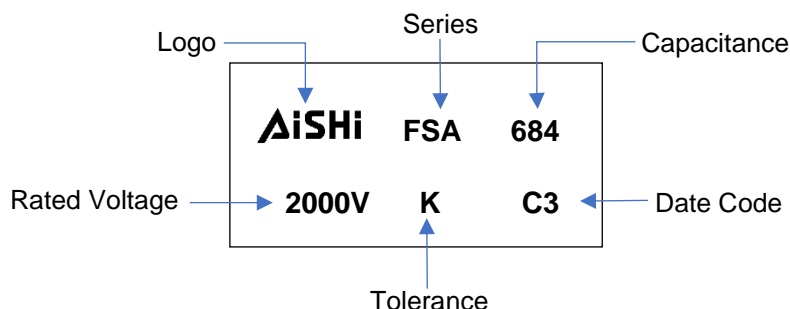 Series
Logo Capacitance
AiSHi FSA 684
Rated Voltage 2000V K C3 Date Code
Tolerance